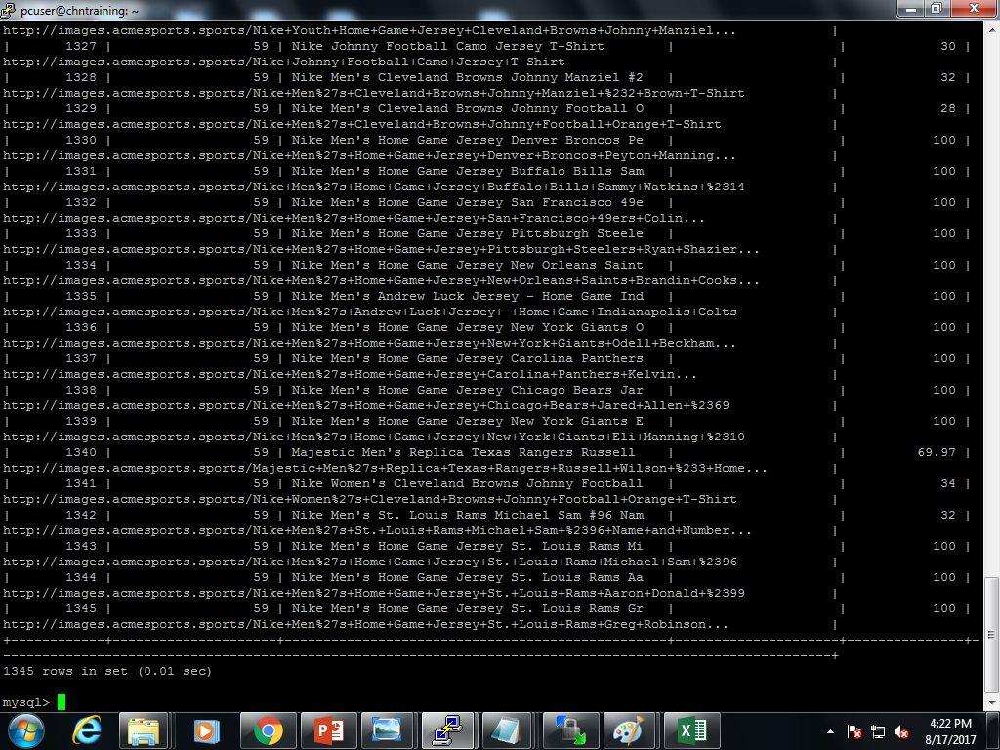 pcuser@chntraining: ~
http://images.acmesports.sports/Nike+Youth+Home+Game+Jersey+Cleveland+Browns+Johnny+Manziel... |
| 1327 | 59 | Nike Johnny Football Camo Jersey T-Shirt | | 30 |
http://images.acmesports.sports/Nike+Johnny+Football+Camo+Jersey+T-Shirt |
| 1328 | 59 | Nike Men's Cleveland Browns Johnny Manziel #2 | | 32 |
http://images.acmesports.sports/Nike+Men%27s+Cleveland+Browns+Johnny+Manziel+%232+Brown+T-Shirt |
| 1329 | 59 | Nike Men's Cleveland Browns Johnny Football O | | 28 |
http://images.acmesports.sports/Nike+Men%27s+Cleveland+Browns+Johnny+Football+Orange+T-Shirt |
| 1330 | 59 | Nike Men's Home Game Jersey Denver Broncos Pe | | 100 |
http://images.acmesports.sports/Nike+Men%27s+Home+Game+Jersey+Denver+Broncos+Peyton+Manning... |
| 1331 | 59 | Nike Men's Home Game Jersey Buffalo Bills Sam | | 100 |
http://images.acmesports.sports/Nike+Men%27s+Home+Game+Jersey+Buffalo+Bills+Sammy+Watkins+%2314 |
| 1332 | 59 | Nike Men's Home Game Jersey San Francisco 49e | | 100 |
http://images.acmesports.sports/Nike+Men%27s+Home+Game+Jersey+San+Francisco+49ers+Colin... |
| 1333 | 59 | Nike Men's Home Game Jersey Pittsburgh Steele | | 100 |
http://images.acmesports.sports/Nike+Men%27s+Home+Game+Jersey+Pittsburgh+Steelers+Ryan+Shazier... |
| 1334 | 59 | Nike Men's Home Game Jersey New Orleans Saint | | 100 |
http://images.acmesports.sports/Nike+Men%27s+Home+Game+Jersey+New+Orleans+Saints+Brandin+Cooks... |
| 1335 | 59 | Nike Men's Andrew Luck Jersey - Home Game Ind | | 100 |
http://images.acmesports.sports/Nike+Men%27s+Andrew+Luck+Jersey+-+Home+Game+Indianapolis+Colts |
| 1336 | 59 | Nike Men's Home Game Jersey New York Giants O | | 100 |
http://images.acmesports.sports/Nike+Men%27s+Home+Game+Jersey+New+York+Giants+Odell+Beckham... |
| 1337 | 59 | Nike Men's Home Game Jersey Carolina Panthers | | 100 |
http://images.acmesports.sports/Nike+Men%27s+Home+Game+Jersey+Carolina+Panthers+Kelvin... |
| 1338 | 59 | Nike Men's Home Game Jersey Chicago Bears Jar | | 100 |
http://images.acmesports.sports/Nike+Men%27s+Home+Game+Jersey+Chicago+Bears+Jared+Allen+%2369 |
| 1339 | 59 | Nike Men's Home Game Jersey New York Giants E | | 100 |
http://images.acmesports.sports/Nike+Men%27s+Home+Game+Jersey+New+York+Giants+Eli+Manning+%2310 |
| 1340 | 59 | Majestic Men's Replica Texas Rangers Russell | | 69.97 |
http://images.acmesports.sports/Majestic+Men%27s+Replica+Texas+Rangers+Russell+Wilson+%233+Home... |
| 1341 | 59 | Nike Women's Cleveland Browns Johnny Football | | 34 |
http://images.acmesports.sports/Nike+Women%27s+Cleveland+Browns+Johnny+Football+Orange+T-Shirt |
| 1342 | 59 | Nike Men's St. Louis Rams Michael Sam #96 Nam | | 32 |
http://images.acmesports.sports/Nike+Men%27s+St.+Louis+Rams+Michael+Sam+%2396+Name+and+Number... |
| 1343 | 59 | Nike Men's Home Game Jersey St. Louis Rams Mi | | 100 |
http://images.acmesports.sports/Nike+Men%27s+Home+Game+Jersey+St.+Louis+Rams+Michael+Sam+%2396 |
| 1344 | 59 | Nike Men's Home Game Jersey St. Louis Rams Aa | | 100 |
http://images.acmesports.sports/Nike+Men%27s+Home+Game+Jersey+St.+Louis+Rams+Aaron+Donald+%2399 |
| 1345 | 59 | Nike Men's Home Game Jersey St. Louis Rams Gr | | 100 |
http://images.acmesports.sports/Nike+Men%27s+Home+Game+Jersey+St.+Louis+Rams+Greg+Robinson... |
1345 rows in set (0.01 sec)
mysql>
4:22 PM
8/17/2017